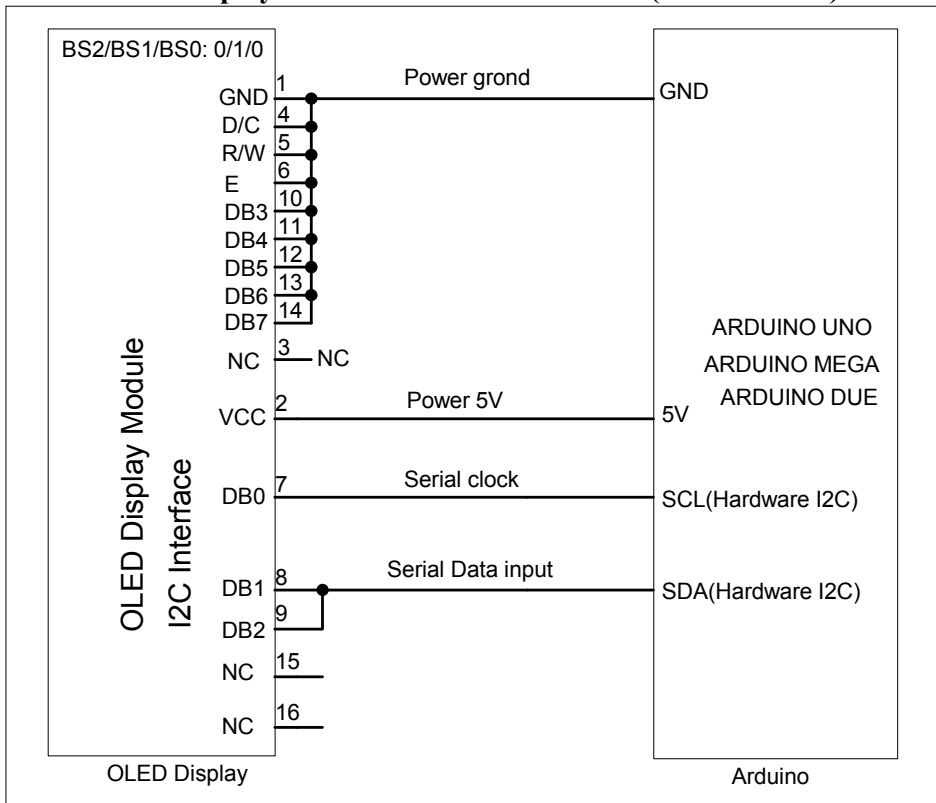 BS2/BS1/BS0: 0/1/0
GND 1 Power grond GND
D/C 4
R/W 5
E 6
DB3 10
DB4 11
DB5 12
DB6 13
DB7 14
NC 3 NC
VCC 2 Power 5V 5V
DB0 7 Serial clock SCL(Hardware I2C)
DB1 8 Serial Data input SDA(Hardware I2C)
DB2 9
NC 15
NC 16
OLED Display Module
I2C Interface
ARDUINO UNO
ARDUINO MEGA
ARDUINO DUE
OLED Display
Arduino